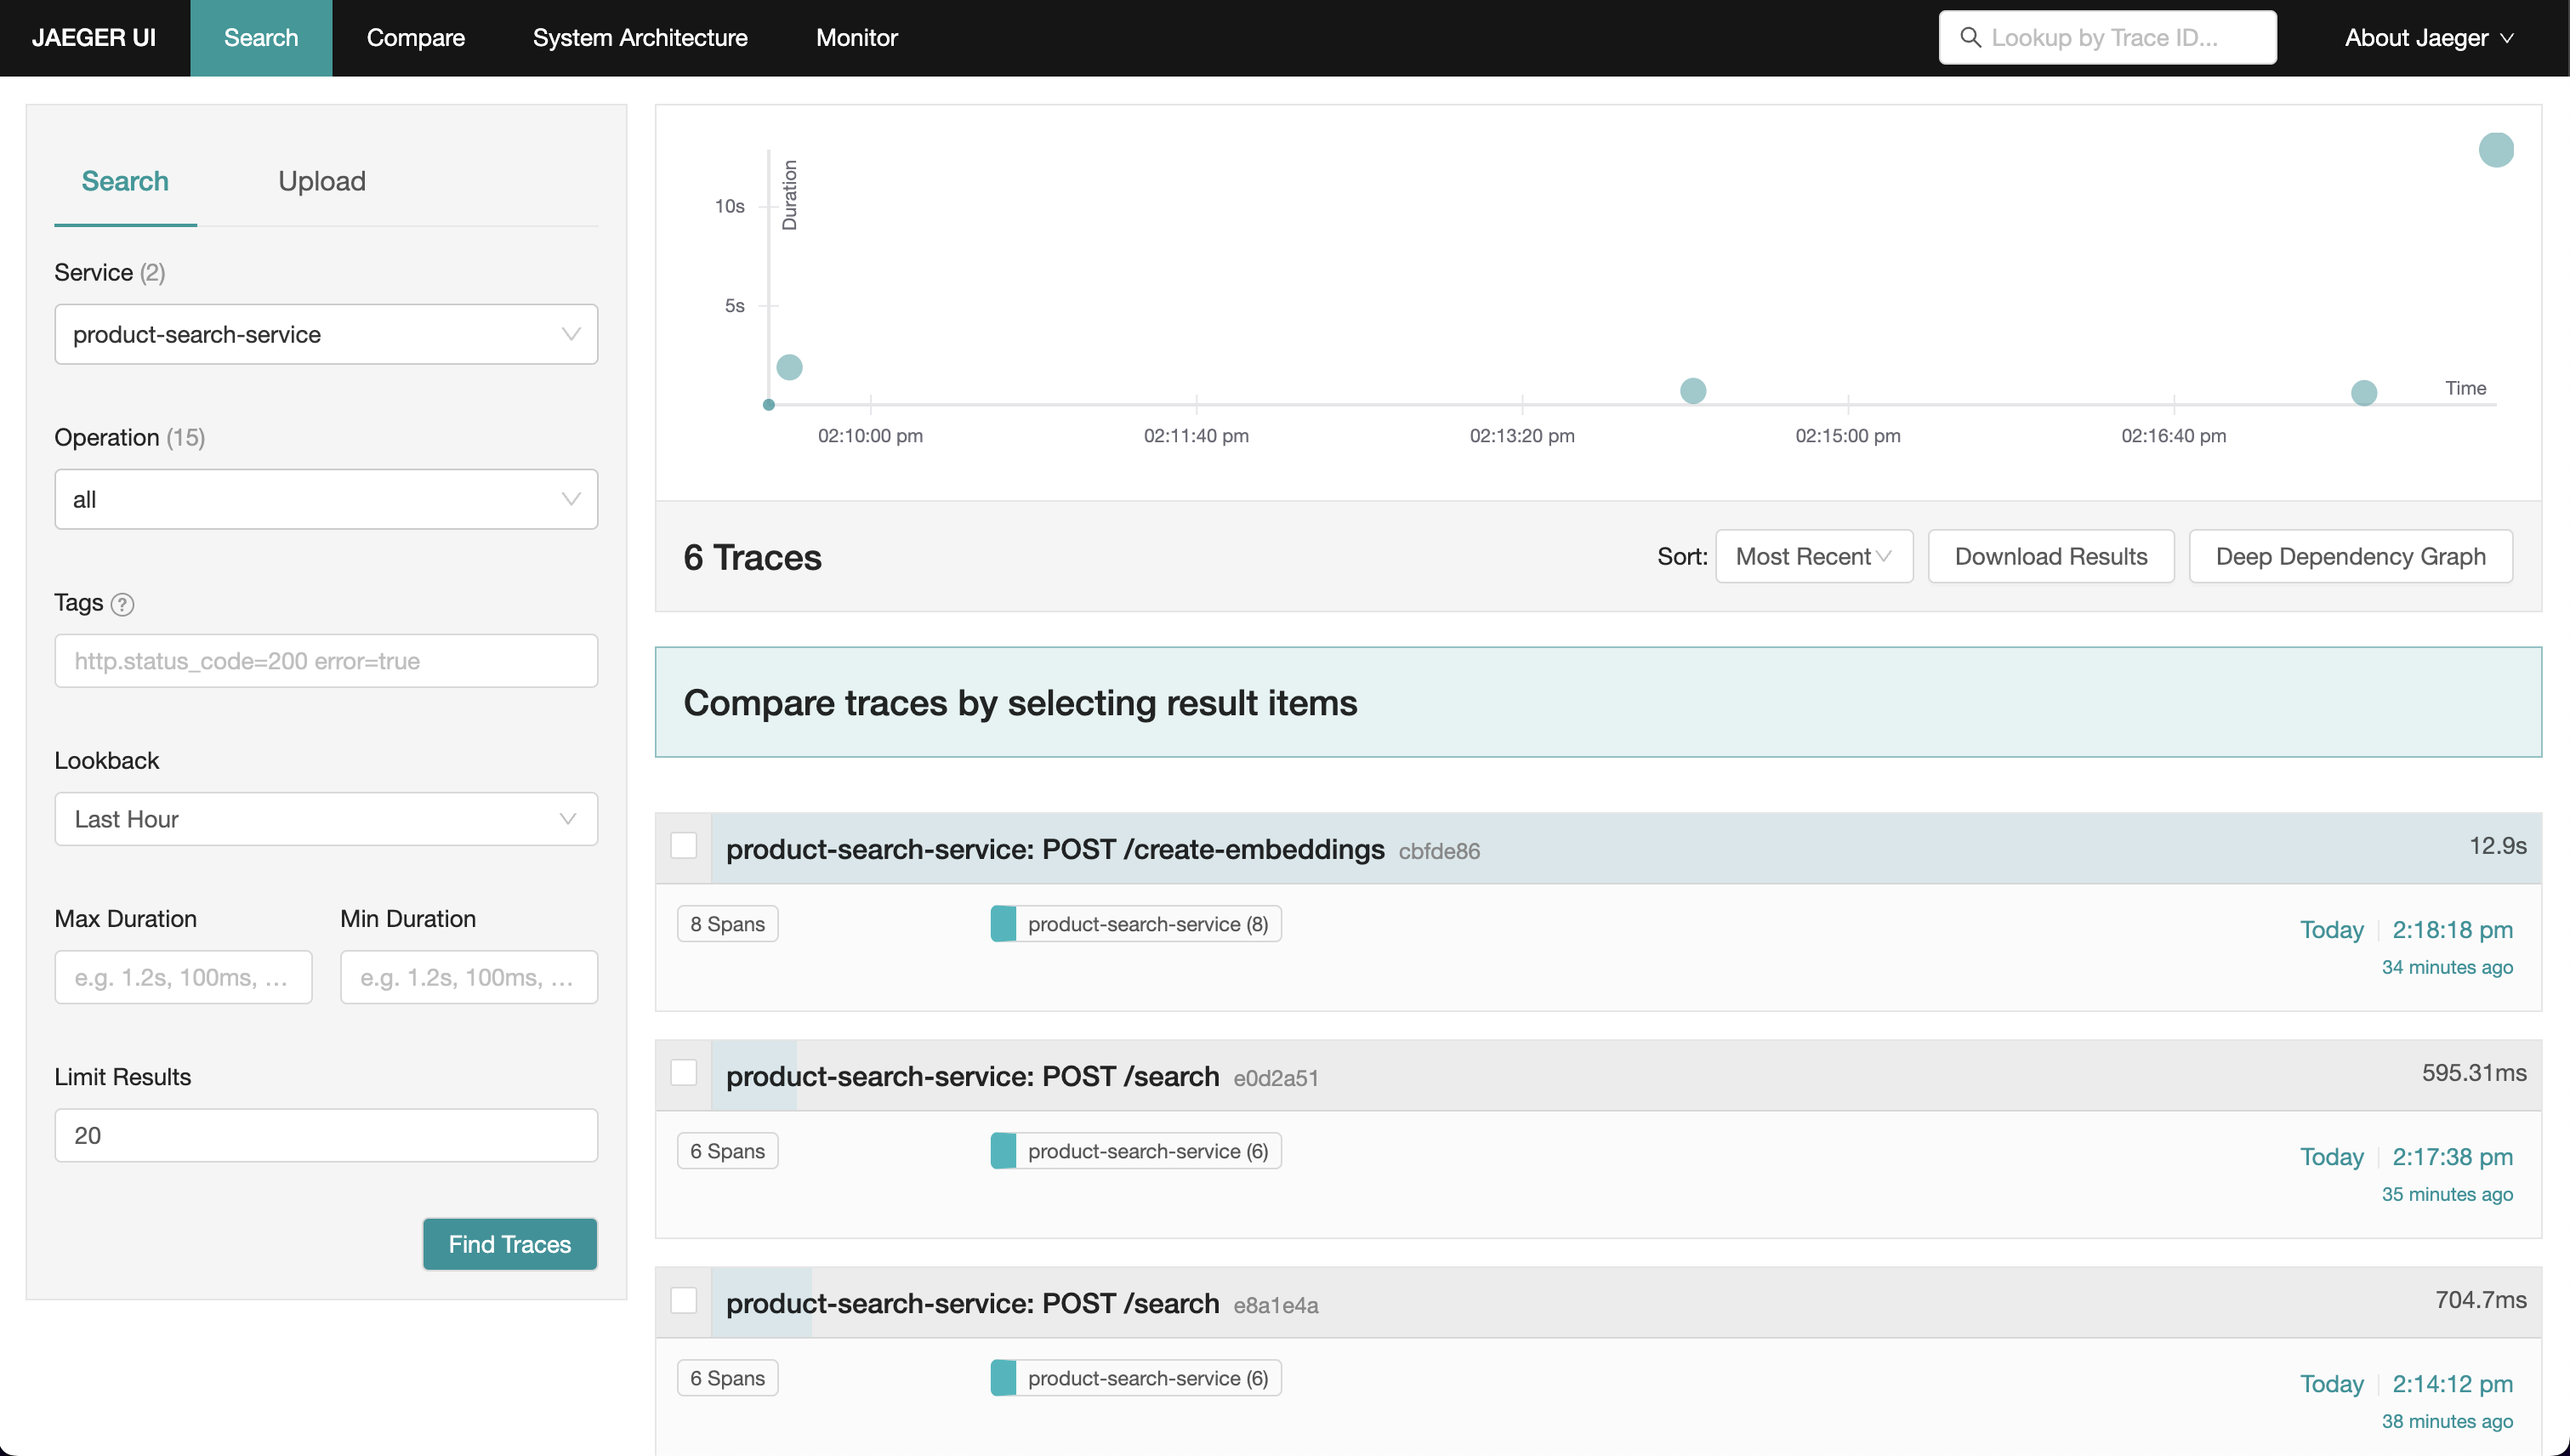 JAEGER UI
Search
Compare
System Architecture
Monitor
Lookup by Trace ID...
About Jaeger
Search
Upload
Service (2)
product-search-service
Operation (15)
all
Tags ?
http.status_code=200 error=true
Lookback
Last Hour
Max Duration
Min Duration
e.g. 1.2s, 100ms, ...
e.g. 1.2s, 100ms, ...
Limit Results
20
Find Traces
Duration
10s
5s
Time
02:10:00 pm
02:11:40 pm
02:13:20 pm
02:15:00 pm
02:16:40 pm
6 Traces
Sort:
Most Recent
Download Results
Deep Dependency Graph
Compare traces by selecting result items
product-search-service: POST /create-embeddings cbfde86
12.9s
8 Spans
product-search-service (8)
Today
2:18:18 pm
34 minutes ago
product-search-service: POST /search e0d2a51
595.31ms
6 Spans
product-search-service (6)
Today
2:17:38 pm
35 minutes ago
product-search-service: POST /search e8a1e4a
704.7ms
6 Spans
product-search-service (6)
Today
2:14:12 pm
38 minutes ago